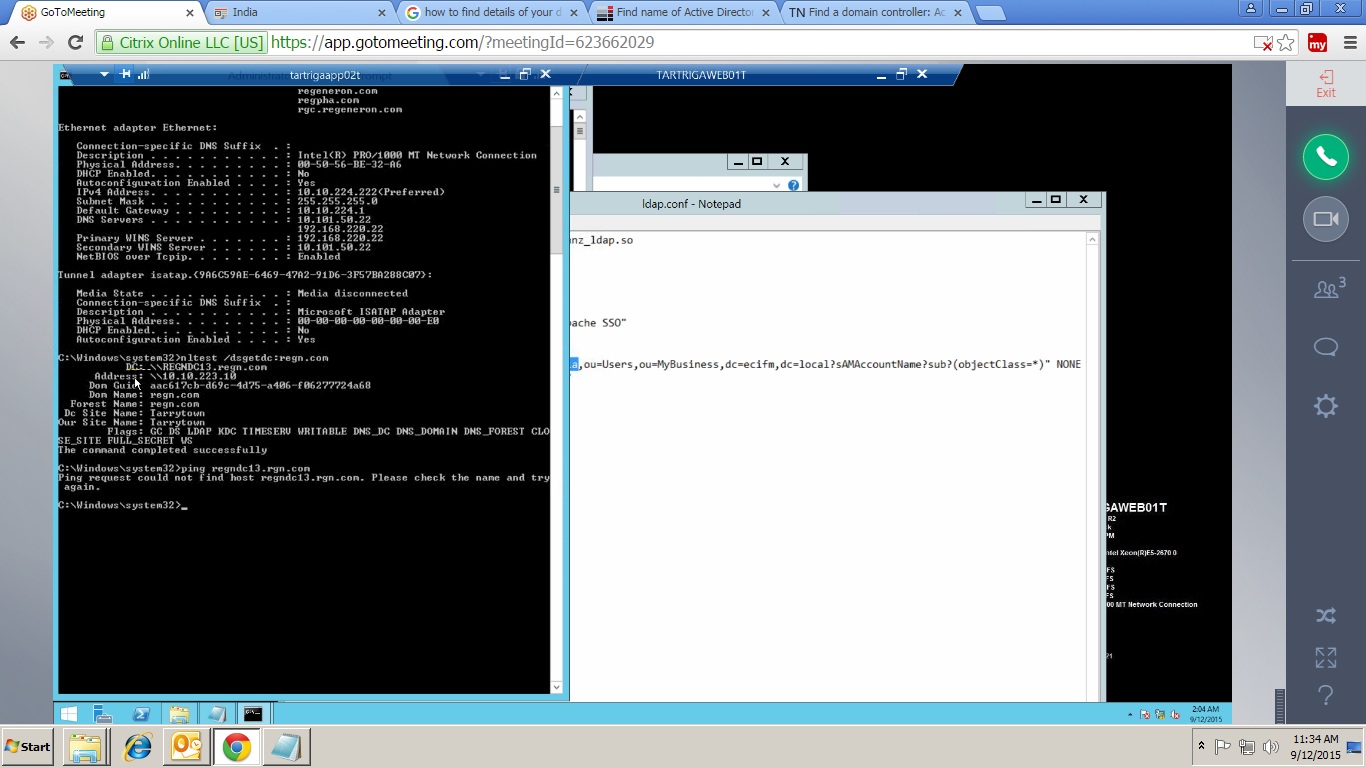 GoToMeeting
India
how to find details of your d
Find name of Active Director
TN Find a domain controller: Ac
Citrix Online LLC [US]
https://app.gotomeeting.com/?meetingId=623662029
my
tartrigaapp02t
TARTRIGAWEB01T
Exit
regeneron.com
regpha.com
rgc.regeneron.com
Ethernet adapter Ethernet:
Connection-specific DNS Suffix . :
Description . . . . . . . . . . . : Intel(R) PRO/1000 MT Network Connection
Physical Address. . . . . . . . . : 00-50-56-BE-32-A6
DHCP Enabled. . . . . . . . . . . : No
Autoconfiguration Enabled . . . . : Yes
IPv4 Address. . . . . . . . . . . : 10.10.224.222(Preferred)
Subnet Mask . . . . . . . . . . . : 255.255.255.0
Default Gateway . . . . . . . . . : 10.10.224.1
DNS Servers . . . . . . . . . . . : 10.101.50.22
192.168.220.22
Primary WINS Server . . . . . . . : 192.168.220.22
Secondary WINS Server . . . . . . : 10.101.50.22
NetBIOS over Tcpip. . . . . . . . : Enabled
Tunnel adapter isatap.{9A6C59AE-6469-47A2-91D6-3F57BA288C07}:
Media State . . . . . . . . . . . : Media disconnected
Connection-specific DNS Suffix . :
Description . . . . . . . . . . . : Microsoft ISATAP Adapter
Physical Address. . . . . . . . . : 00-00-00-00-00-00-00-E0
DHCP Enabled. . . . . . . . . . . : No
Autoconfiguration Enabled . . . . : Yes
C:\Windows\system32>nltest /dsgetdc:regn.com
DC: \\REGNDC13.regn.com
Address: \\10.10.223.10
Dom Guid: aac617cb-d69c-4d75-a406-f06277724a68
Dom Name: regn.com
Forest Name: regn.com
Dc Site Name: Tarrytown
Our Site Name: Tarrytown
Flags: GC DS LDAP KDC TIMESERV WRITABLE DNS_DC DNS_DOMAIN DNS_FOREST CLO
SE_SITE FULL_SECRET WS
The command completed successfully
C:\Windows\system32>ping regndc13.rgn.com
Ping request could not find host regndc13.rgn.com. Please check the name and try
again.
C:\Windows\system32>_
ldap.conf - Notepad
nz_ldap.so
ache SSO"
a,ou=Users,ou=MyBusiness,dc=ecifm,dc=local?sAMAccountName?sub?(objectClass=*)" NONE
GAWEB01T
R2
k
PM
ntel Xeon(R)E5-2670 0
FS
FS
FS
FS
00 MT Network Connection
21
3
2:04 AM
9/12/2015
Start
11:34 AM
9/12/2015